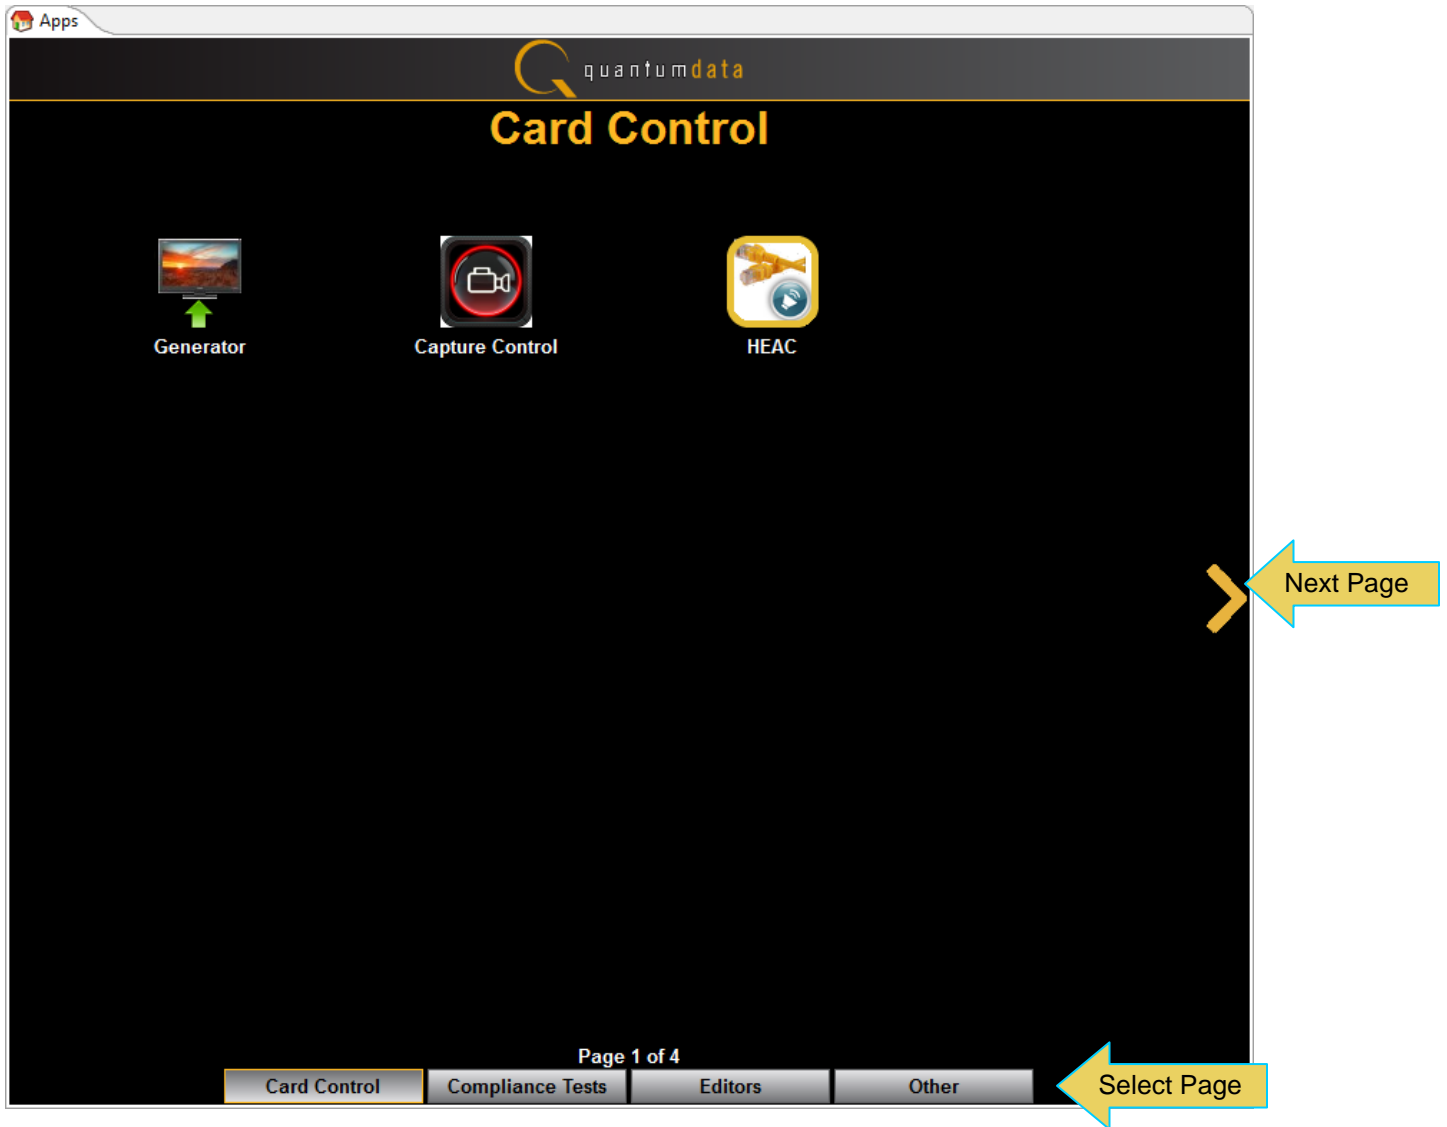 Apps
quantumdata
Card Control
Generator
Capture Control
HEAC
Next Page
Page 1 of 4
Card Control
Compliance Tests
Editors
Other
Select Page